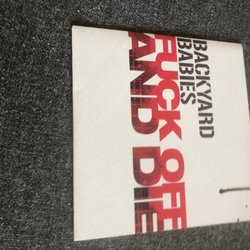 BACKYARD
BABIES
FUCK OFF
AND DIE